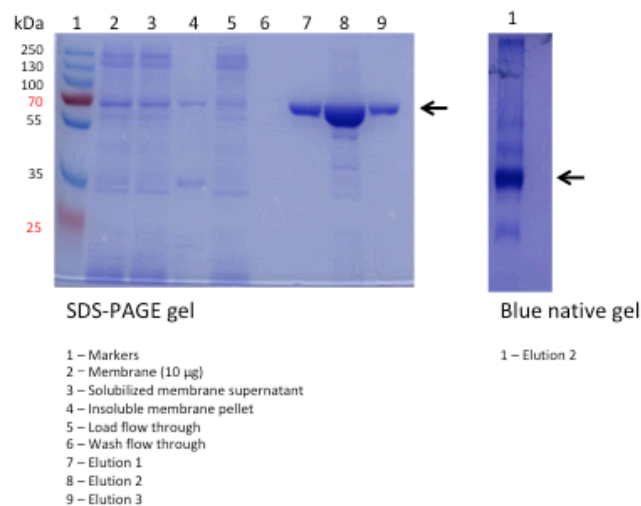 kDa 1 2 3 4 5 6 7 8 9
250
130
100
70
55
35
25
1
SDS-PAGE gel
1 – Markers
2 – Membrane (10 µg)
3 – Solubilized membrane supernatant
4 – Insoluble membrane pellet
5 – Load flow through
6 – Wash flow through
7 – Elution 1
8 – Elution 2
9 – Elution 3
Blue native gel
1 – Elution 2